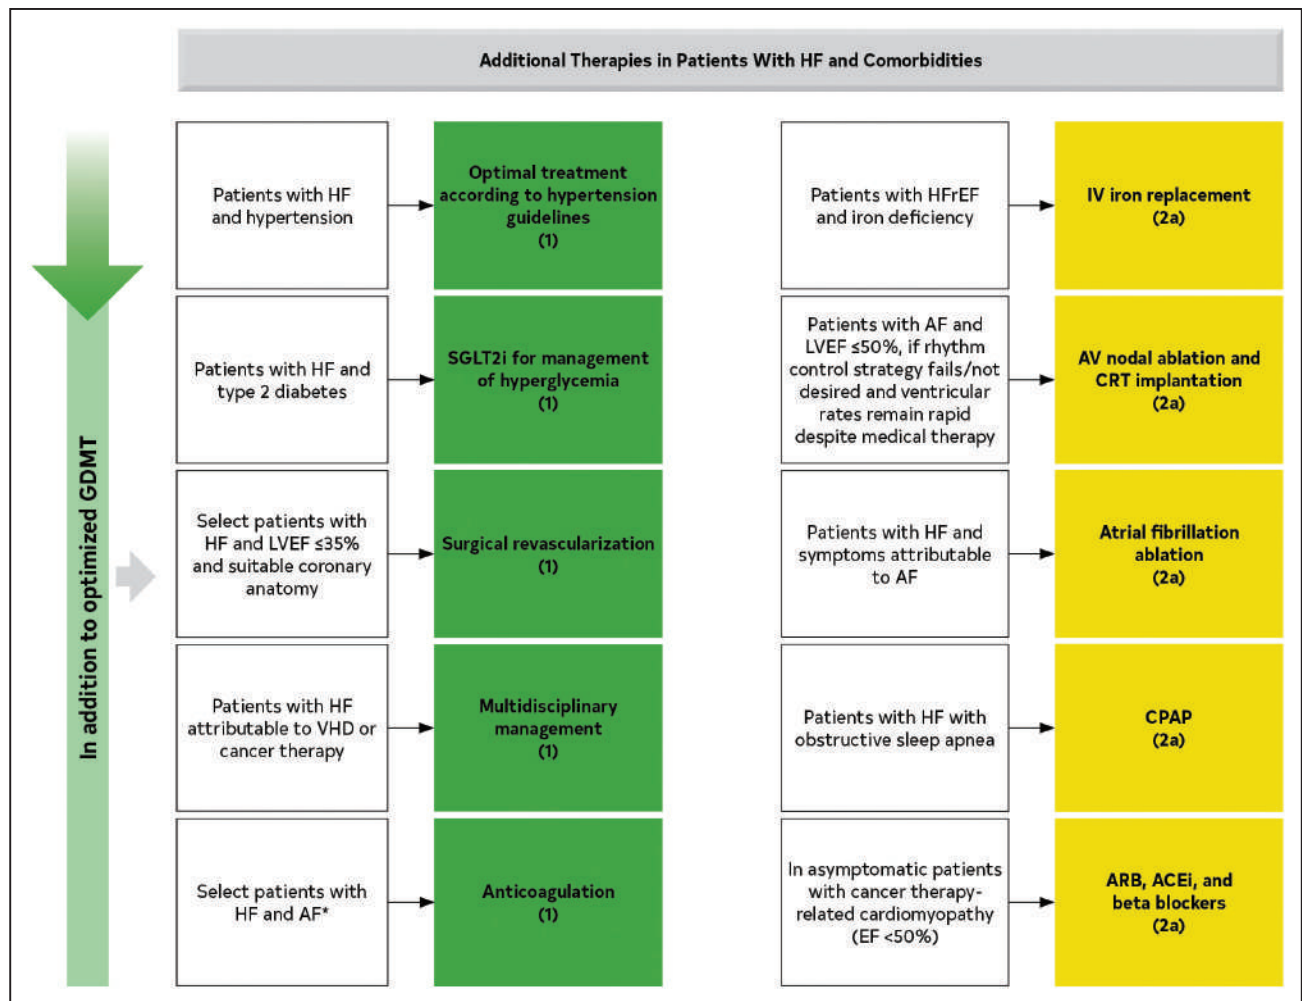 Additional Therapies in Patients With HF and Comorbidities
In addition to optimized GDMT
Patients with HF
and hypertension
Optimal treatment
according to hypertension
guidelines
(1)
Patients with HF and
type 2 diabetes
SGLT2i for management
of hyperglycemia
(1)
Select patients with
HF and LVEF ≤35%
and suitable coronary
anatomy
Surgical revascularization
(1)
Patients with HF
attributable to VHD or
cancer therapy
Multidisciplinary
management
(1)
Select patients with
HF and AF*
Anticoagulation
(1)
Patients with HFrEF
and iron deficiency
IV iron replacement
(2a)
Patients with AF and
LVEF ≤50%, if rhythm
control strategy fails/not
desired and ventricular
rates remain rapid
despite medical therapy
AV nodal ablation and
CRT implantation
(2a)
Patients with HF and
symptoms attributable
to AF
Atrial fibrillation
ablation
(2a)
Patients with HF with
obstructive sleep apnea
CPAP
(2a)
In asymptomatic patients
with cancer therapy-
related cardiomyopathy
(EF <50%)
ARB, ACEi, and
beta blockers
(2a)